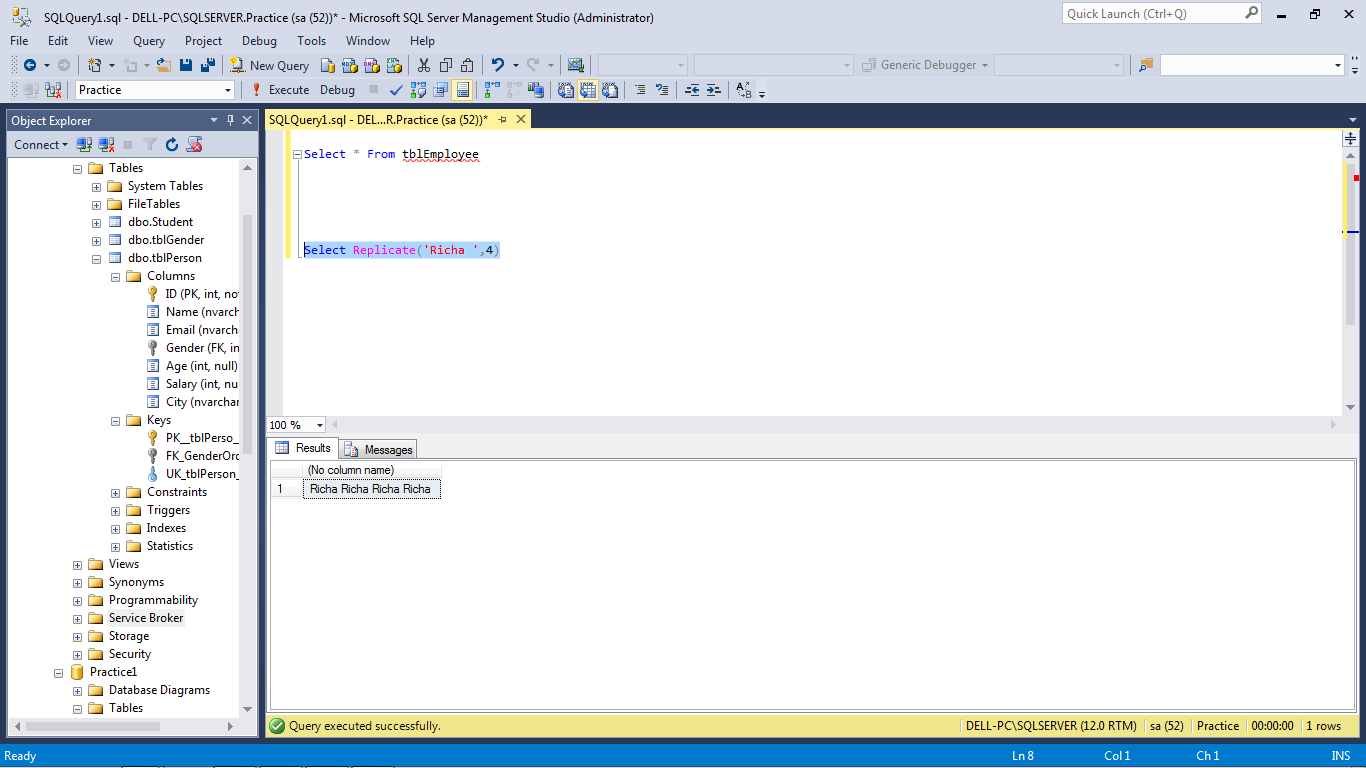 SQLQuery1.sql - DELL-PC\SQLSERVER.Practice (sa (52))* - Microsoft SQL Server Management Studio (Administrator)
Quick Launch (Ctrl+Q)
File Edit View Query Project Debug Tools Window Help
New Query
Generic Debugger
Practice
Execute Debug
Object Explorer
Connect
Tables
System Tables
FileTables
dbo.Student
dbo.tblGender
dbo.tblPerson
Columns
ID (PK, int, no
Name (nvarch
Email (nvarch
Gender (FK, in
Age (int, null)
Salary (int, nu
City (nvarchar
Keys
PK__tblPerso_
FK_GenderOrd
UK_tblPerson_
Constraints
Triggers
Indexes
Statistics
Views
Synonyms
Programmability
Service Broker
Storage
Security
Practice1
Database Diagrams
Tables
SQLQuery1.sql - DEL...R.Practice (sa (52))*
Select * From tblEmployee
Select Replicate('Richa ',4)
100 %
Results Messages
(No column name)
1 Richa Richa Richa Richa
Query executed successfully.
DELL-PC\SQLSERVER (12.0 RTM) sa (52) Practice 00:00:00 1 rows
Ready Ln 8 Col 1 Ch 1 INS